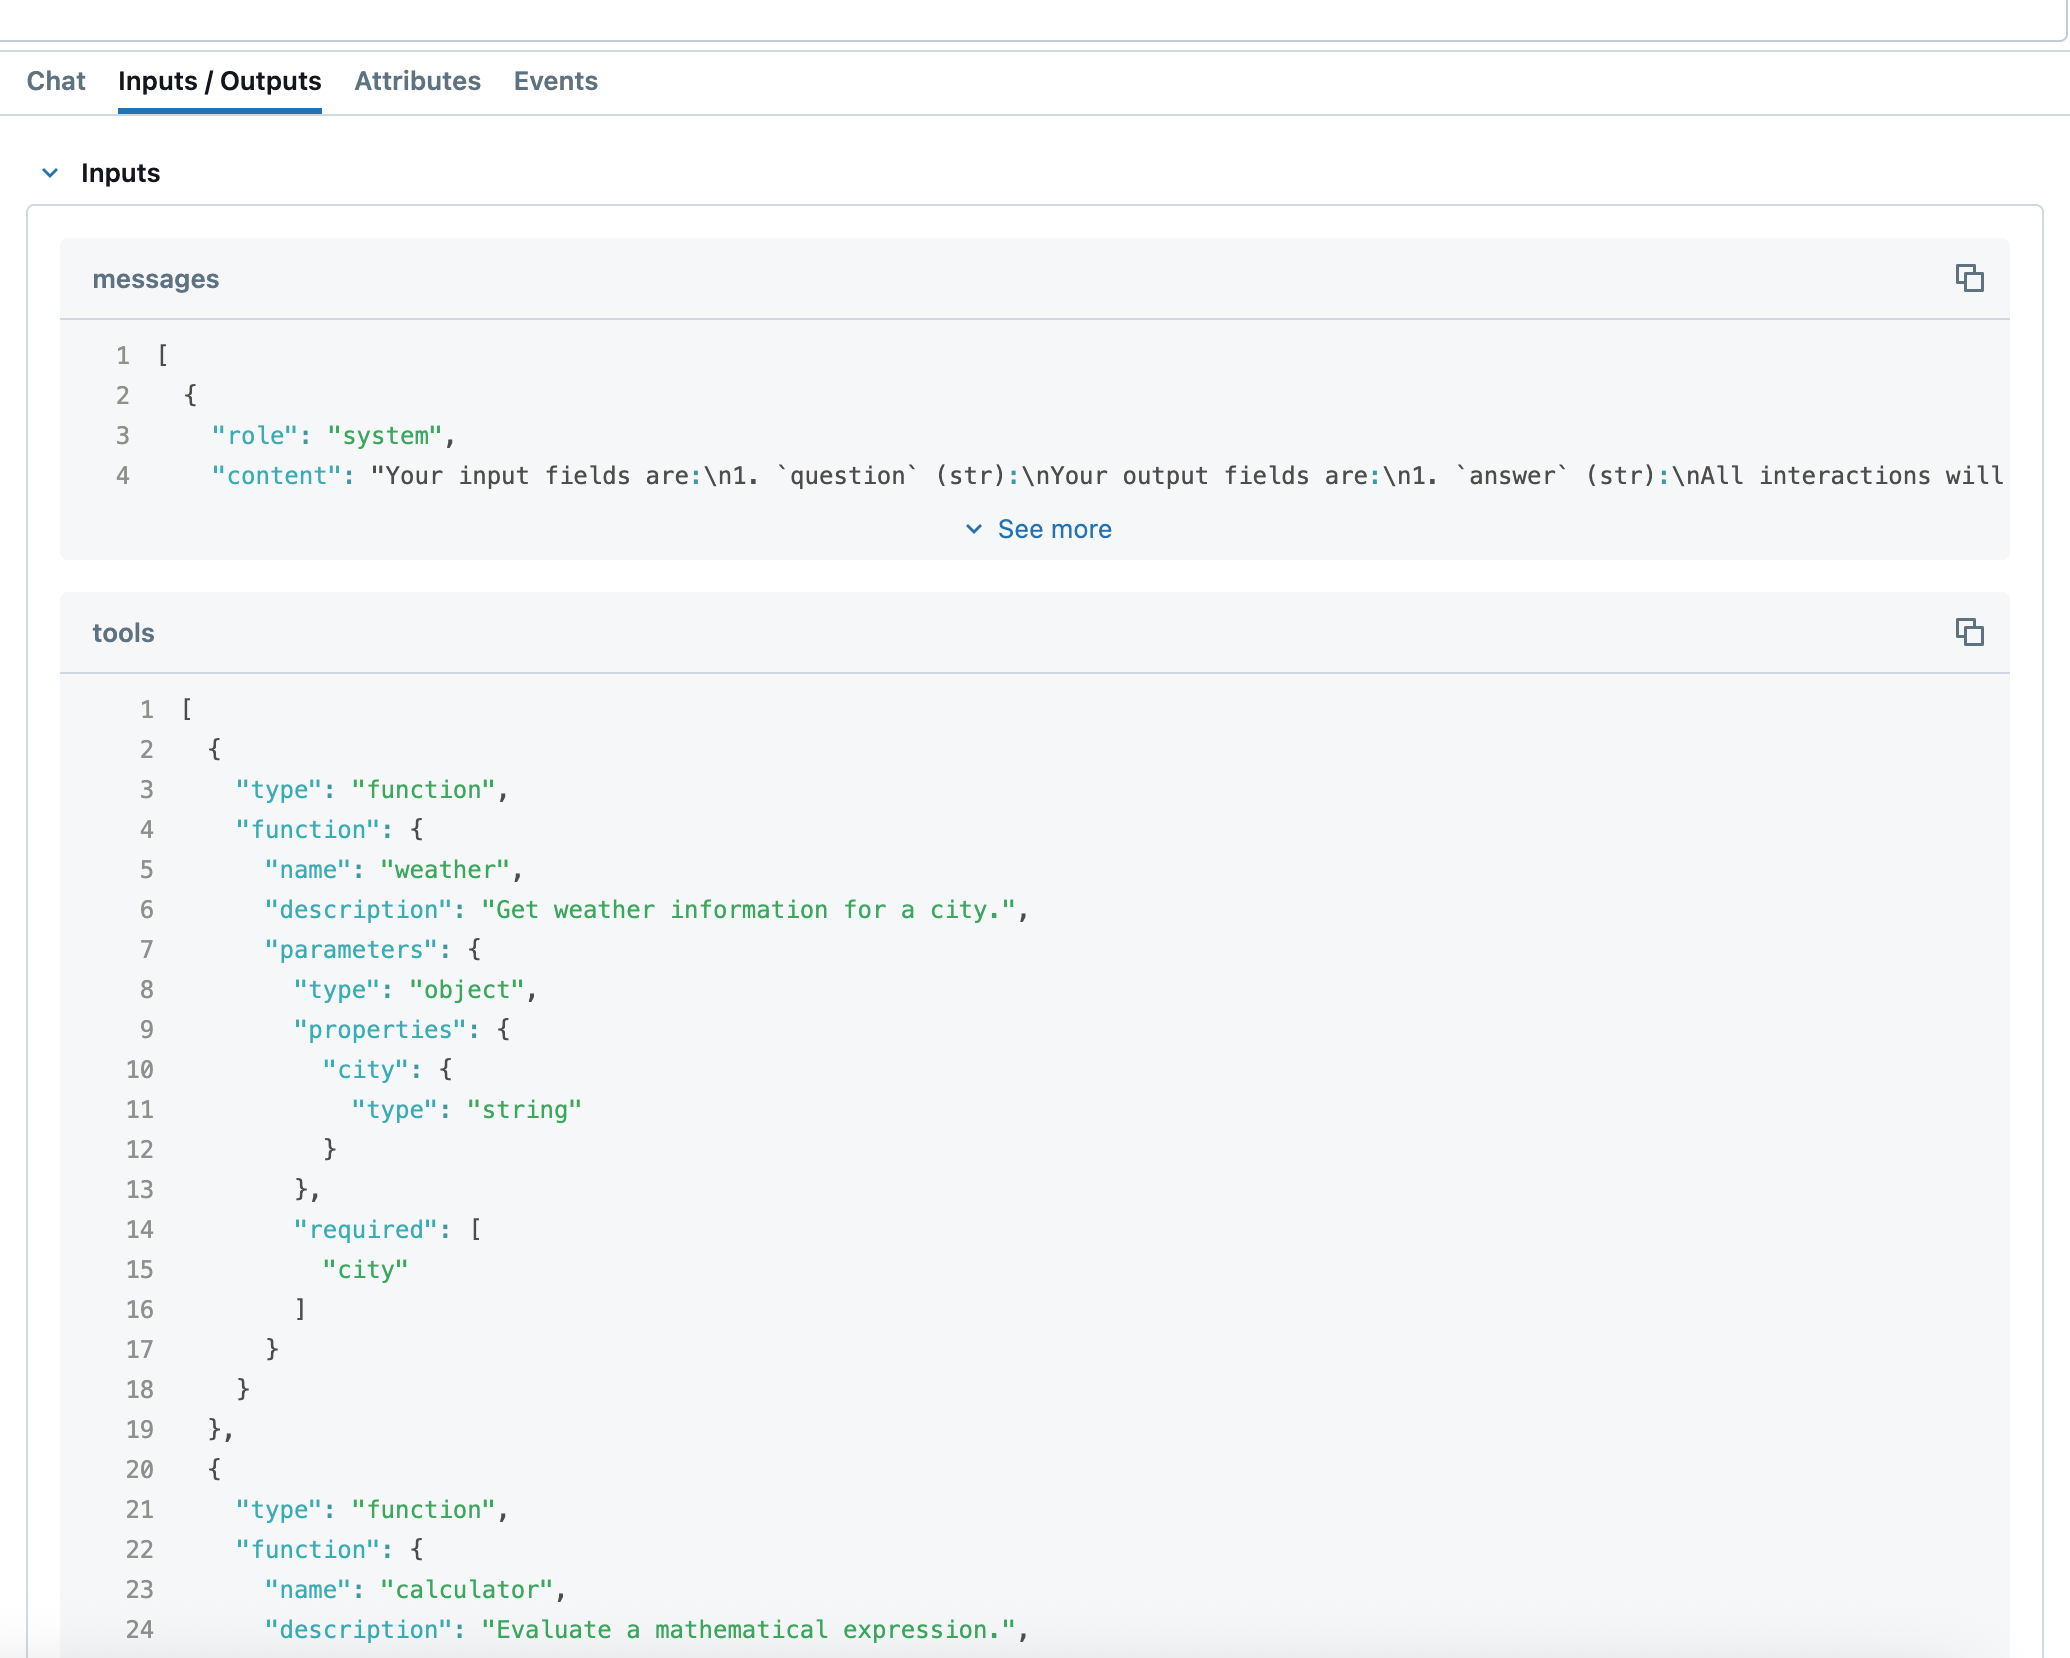 Chat Inputs / Outputs Attributes Events
Inputs
messages
1 [
2 {
3 "role": "system",
4 "content": "Your input fields are:\n1. `question` (str):\nYour output fields are:\n1. `answer` (str):\nAll interactions will
See more
tools
1 [
2 {
3 "type": "function",
4 "function": {
5 "name": "weather",
6 "description": "Get weather information for a city.",
7 "parameters": {
8 "type": "object",
9 "properties": {
10 "city": {
11 "type": "string"
12 }
13 },
14 "required": [
15 "city"
16 ]
17 }
18 }
19 },
20 {
21 "type": "function",
22 "function": {
23 "name": "calculator",
24 "description": "Evaluate a mathematical expression.",